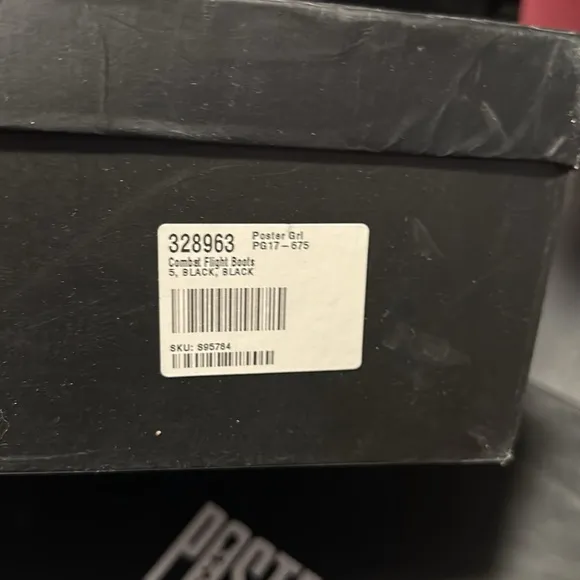 328963 Poster Grl
PG17-675
Combat Flight Boots
5, BLACK, BLACK
SKU: S95784